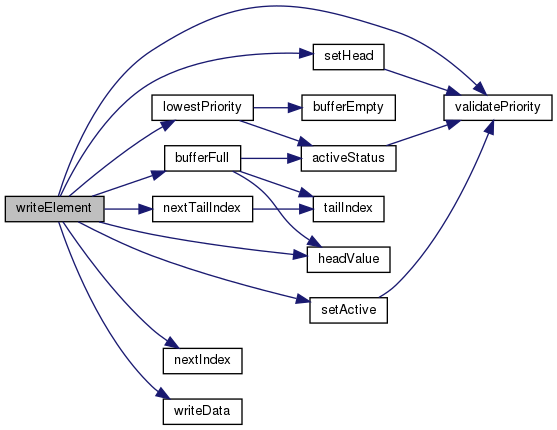 setHead
lowestPriority
bufferEmpty
validatePriority
bufferFull
activeStatus
writeElement
nextTailIndex
tailIndex
headValue
setActive
nextIndex
writeData